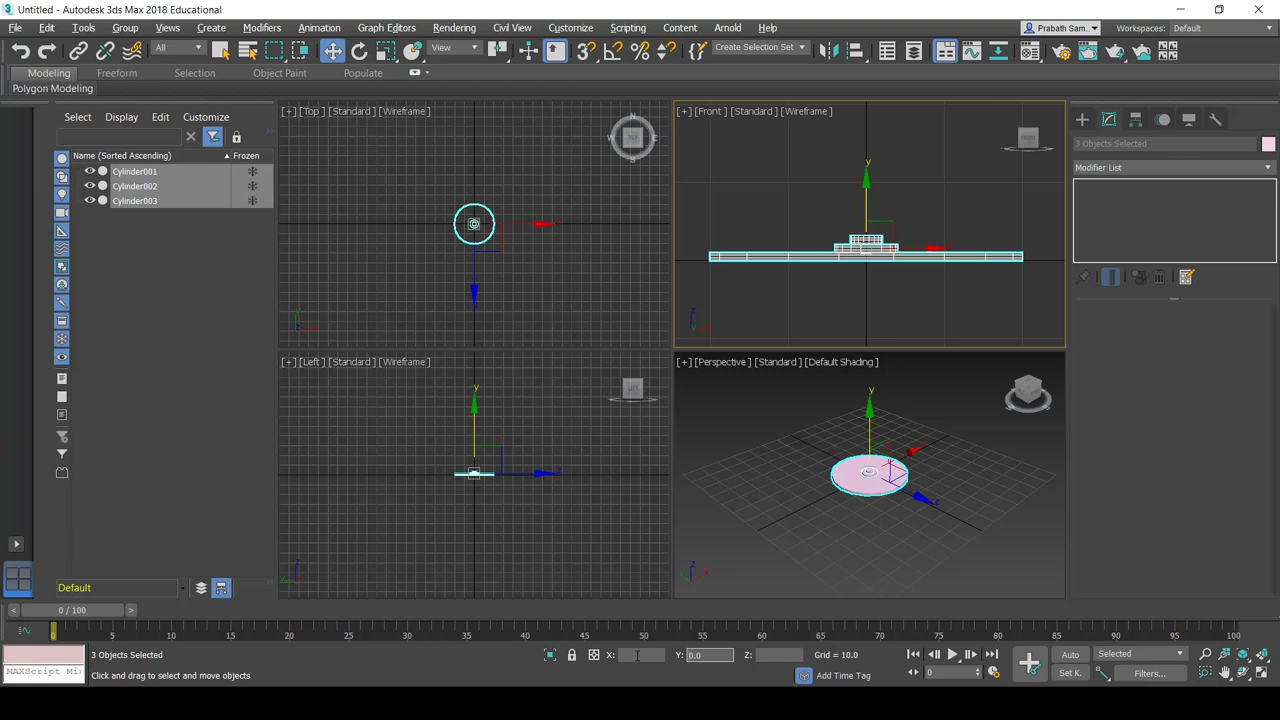 Untitled - Autodesk 3ds Max 2018 Educational
File Edit Tools Group Views Create Modifiers Animation Graph Editors Rendering Civil View Customize Scripting Content Arnold Help Prabath Sam... Workspaces: Default
All View Create Selection Set
Modeling Freeform Selection Object Paint Populate
Polygon Modeling
Select Display Edit Customize
Name (Sorted Ascending) Frozen
Cylinder001
Cylinder002
Cylinder003
Default
[+] [Top ] [Standard ] [Wireframe ]
N
W TOP E
S
[+] [Front ] [Standard ] [Wireframe ]
FRONT
y
[+] [Left ] [Standard ] [Wireframe ]
LEFT
y
[+] [Perspective ] [Standard ] [Default Shading ]
y
3 Objects Selected
Modifier List
< 0 / 100 >
0 5 10 15 20 25 30 35 40 45 50 55 60 65 70 75 80 85 90 95 100
3 Objects Selected X: Y: 0.0 Z: Grid = 10.0 Auto Selected
MAXScript Mi: Click and drag to select and move objects Add Time Tag 0 Set K. Filters...